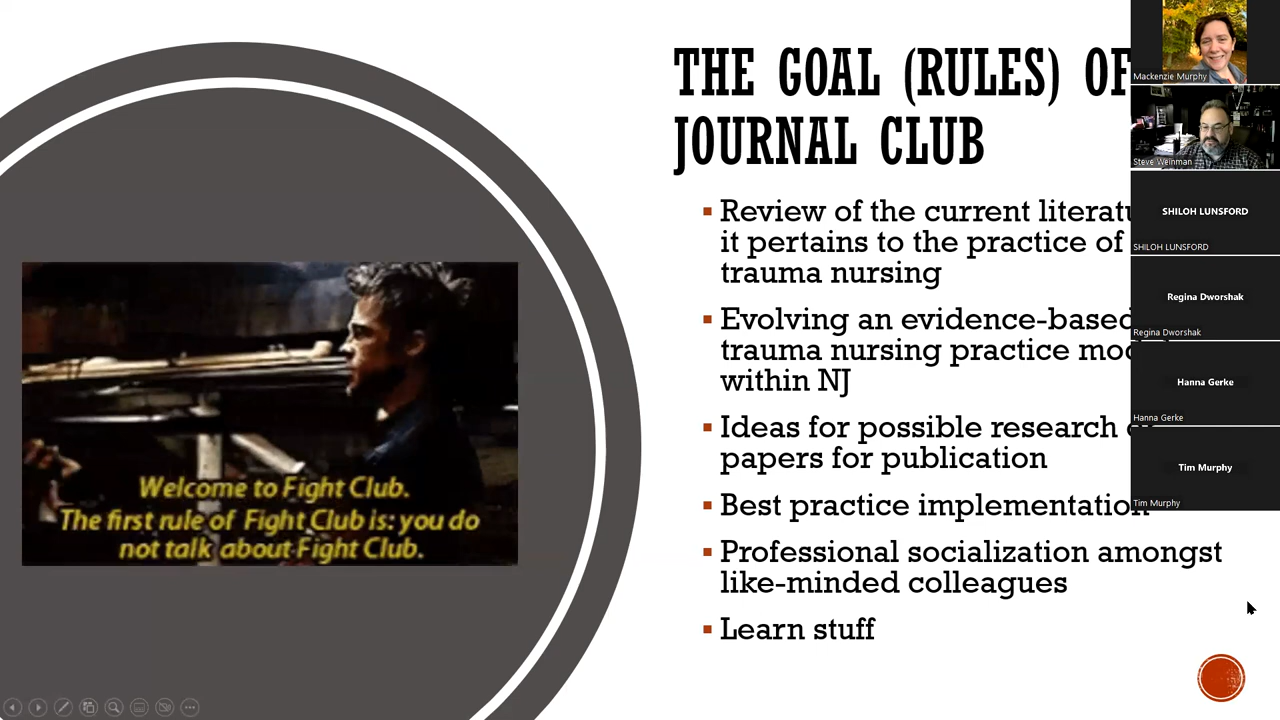 THE GOAL (RULES) OF
JOURNAL CLUB
Review of the current
it pertains to the practice of
trauma nursing
Evolving an evidence-based
trauma nursing practice
within NJ
Ideas for possible research
papers for publication
Best practice implementation
Professional socialization amongst
like-minded colleagues
Learn stuff
Welcome to Fight Club.
The first rule of Fight Club is: you do
not talk about Fight Club.
Mackenzie Murphy
Steve Weinman
SHILOH LUNSFORD
SHILOH LUNSFORD
Regina Dworshak
Regina Dworshak
Hanna Gerke
Hanna Gerke
Tim Murphy
Tim Murphy